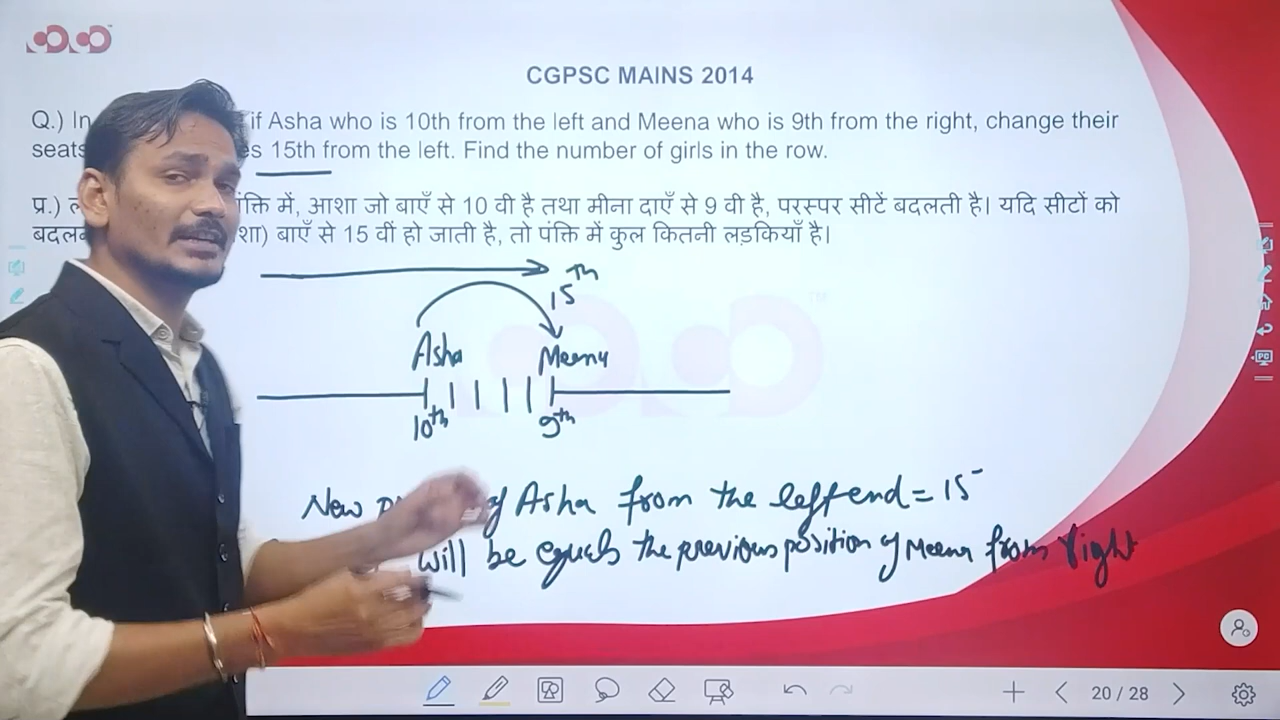 CGPSC MAINS 2014
Q.) In if Asha who is 10th from the left and Meena who is 9th from the right, change their
seats 15th from the left. Find the number of girls in the row.
प्र.) में, आशा जो बाएँ से 10 वी है तथा मीना दाएँ से 9 वी है, परस्पर सीटें बदलती है। यदि सीटों को
बाएँ से 15 वीं हो जाती है, तो पंक्ति में कुल कितनी लड़कियाँ है।
15th
Asha Meenu
10th 9th
New of Asha from the left end = 15
will be equals the previous position of Meena from right
PC
20 / 28